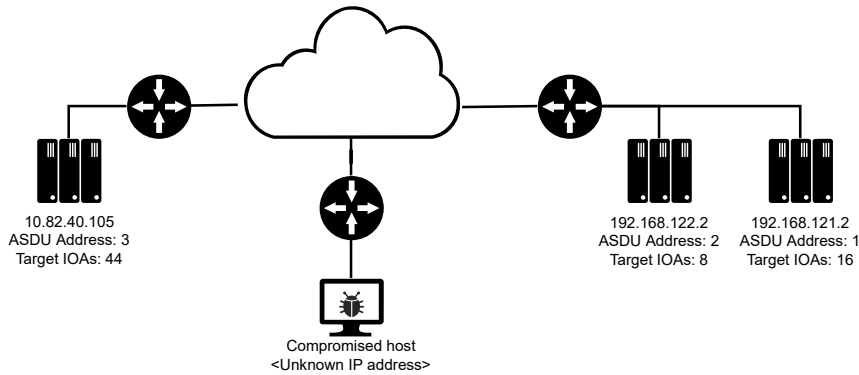 10.82.40.105
ASDU Address: 3
Target IOAs: 44
192.168.122.2
ASDU Address: 2
Target IOAs: 8
192.168.121.2
ASDU Address: 1
Target IOAs: 16
Compromised host
<Unknown IP address>